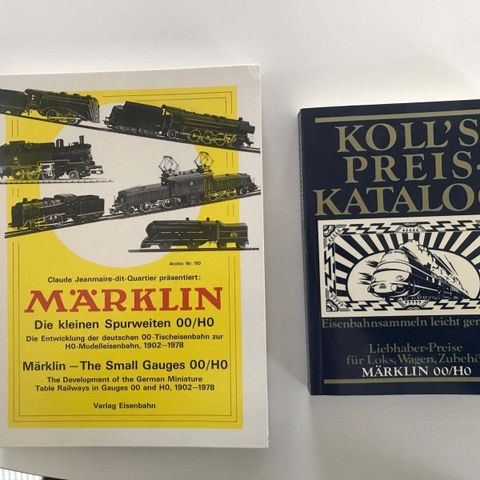 Archiv Nr. 110
Claude Jeanmaire-dit-Quartier präsentiert:
MÄRKLIN
Die kleinen Spurweiten 00/H0
Die Entwicklung der deutschen 00-Tischeisenbahn zur
H0-Modelleisenbahn, 1902–1978
Märklin – The Small Gauges 00/H0
The Development of the German Miniature
Table Railways in Gauges 00 and H0, 1902–1978
Verlag Eisenbahn
KOLL'S
PREIS-
KATALOG
Eisenbahnsammeln leicht
Liebhaber-Preise
für Loks, Wagen,
MÄRKLIN 00/H0